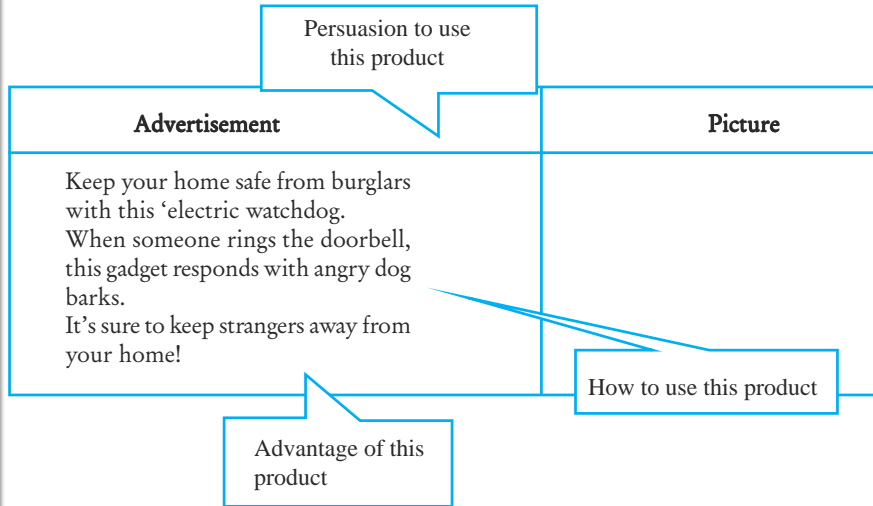 Persuasion to use
this product
Advertisement
Picture
Keep your home safe from burglars
with this ‘electric watchdog.
When someone rings the doorbell,
this gadget responds with angry dog
barks.
It’s sure to keep strangers away from
your home!
How to use this product
Advantage of this
product